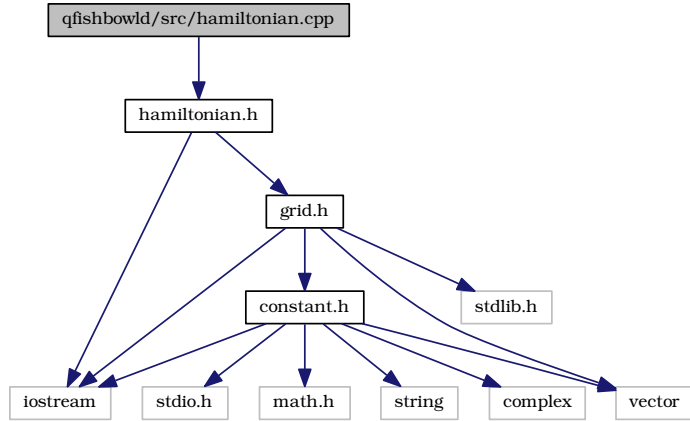 qfishbowld/src/hamiltonian.cpp
hamiltonian.h
grid.h
constant.h
stdlib.h
iostream
stdio.h
math.h
string
complex
vector